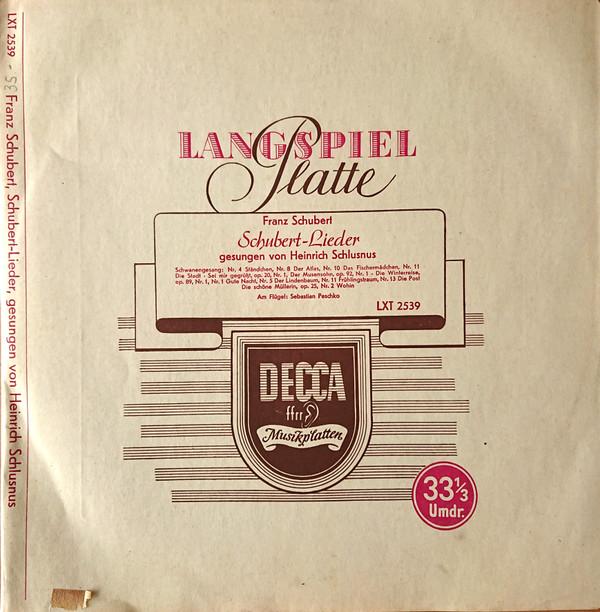 LXT 2539 - Franz Schubert, Schubert-Lieder, gesungen von Heinrich Schlusnus
LANGSPIEL
Platte
Franz Schubert
Schubert-Lieder
gesungen von Heinrich Schlusnus
Schwanengesang: Nr. 4 Ständchen, Nr. 8 Der Atlas, Nr. 10 Das Fischermädchen, Nr. 11
Die Stadt - Sei mir gegrüßt, op. 20, Nr. 1, Der Musensohn, op. 92, Nr. 1 - Die Winterreise,
op. 89, Nr. 1, Nr. 1 Gute Nacht, Nr. 5 Der Lindenbaum, Nr. 11 Frühlingstraum, Nr. 13 Die Post
Die schöne Müllerin, op. 25, Nr. 2 Wohin
Am Flügel: Sebastian Peschko
LXT 2539
DECCA
ffrr
Musikplatten
33⅓
Umdr.